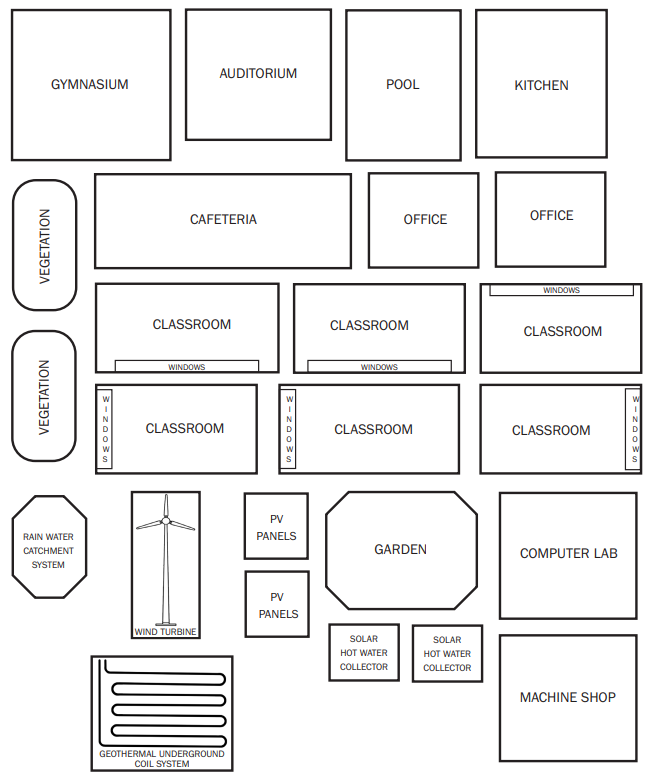 GYMNASIUM
AUDITORIUM
POOL
KITCHEN
VEGETATION
CAFETERIA
OFFICE
OFFICE
CLASSROOM
WINDOWS
CLASSROOM
WINDOWS
WINDOWS
CLASSROOM
VEGETATION
WINDOWS
CLASSROOM
WINDOWS
CLASSROOM
CLASSROOM
WINDOWS
RAIN WATER
CATCHMENT
SYSTEM
WIND TURBINE
PV
PANELS
PV
PANELS
GARDEN
COMPUTER LAB
SOLAR
HOT WATER
COLLECTOR
SOLAR
HOT WATER
COLLECTOR
MACHINE SHOP
GEOTHERMAL UNDERGROUND
COIL SYSTEM